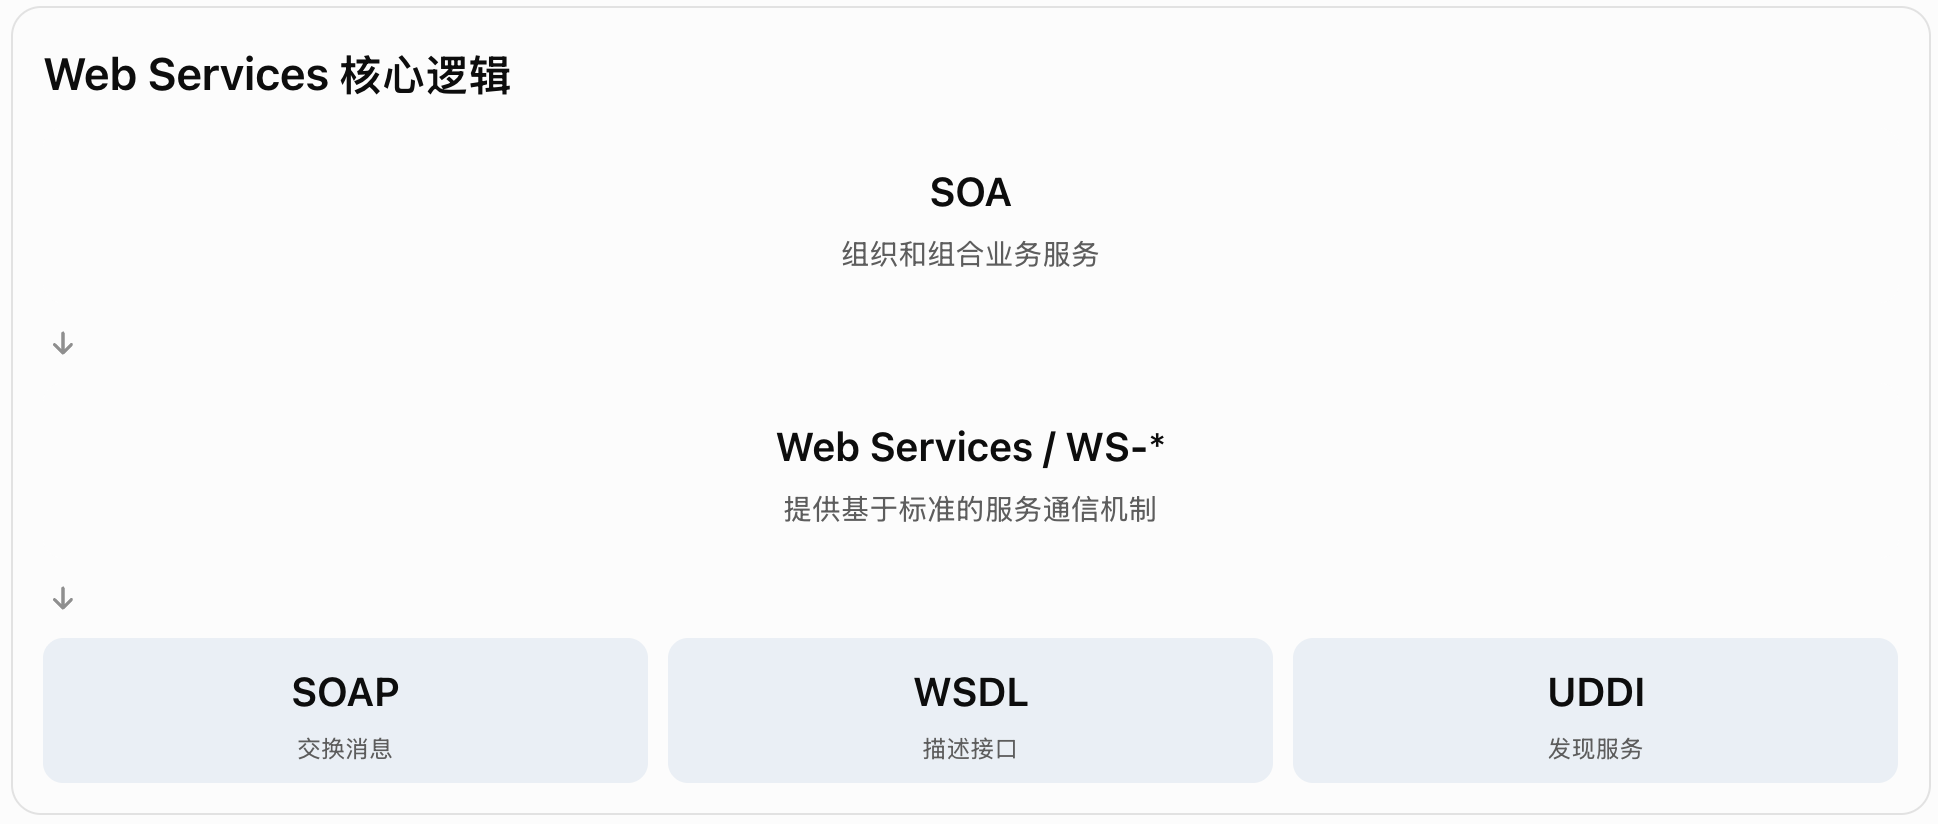 Web Services 核心逻辑
SOA
组织和组合业务服务
↓
Web Services / WS-*
提供基于标准的服务通信机制
↓
SOAP
交换消息
WSDL
描述接口
UDDI
发现服务